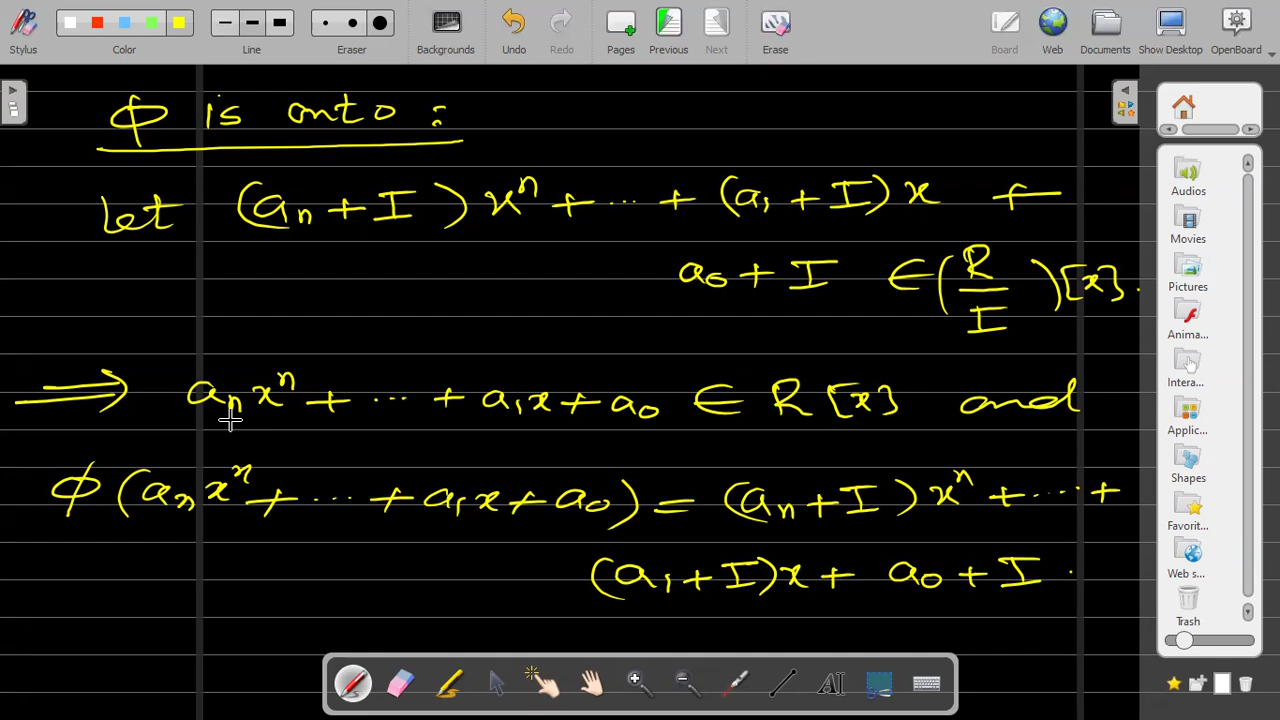 Stylus Color Line Eraser Backgrounds Undo Redo Pages Previous Next Erase Board Web Documents Show Desktop OpenBoard
φ is onto :
Let (aₙ + I) xⁿ + ... + (a₁ + I) x +
a₀ + I ∈ (R/I)[x].
⟹ aₙxⁿ + ... + a₁x + a₀ ∈ R[x] and
φ(aₙxⁿ + ... + a₁x + a₀) = (aₙ + I) xⁿ + ... +
(a₁ + I)x + a₀ + I .
Audios
Movies
Pictures
Anima...
Intera...
Applic...
Shapes
Favorit...
Web s...
Trash